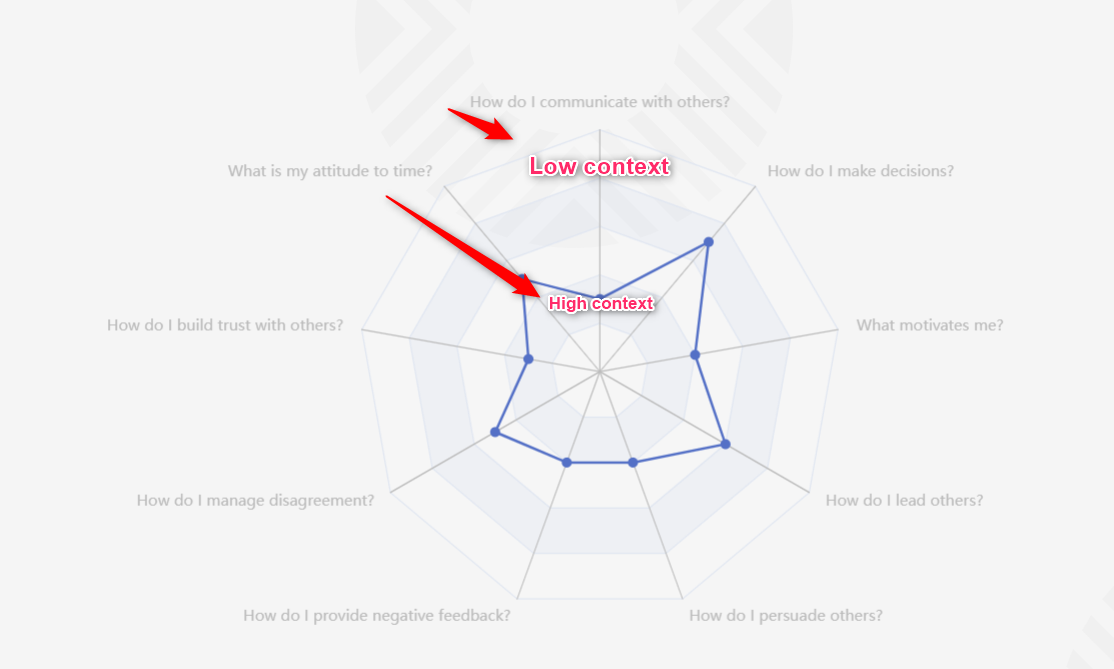 How do I communicate with others?
Low context
What is my attitude to time?
How do I make decisions?
High context
How do I build trust with others?
What motivates me?
How do I manage disagreement?
How do I lead others?
How do I provide negative feedback?
How do I persuade others?